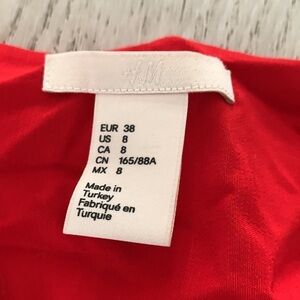 H&M
EUR 38
US 8
CA 8
CN 165/88A
MX 8
Made in
Turkey
Fabriqué en
Turquie